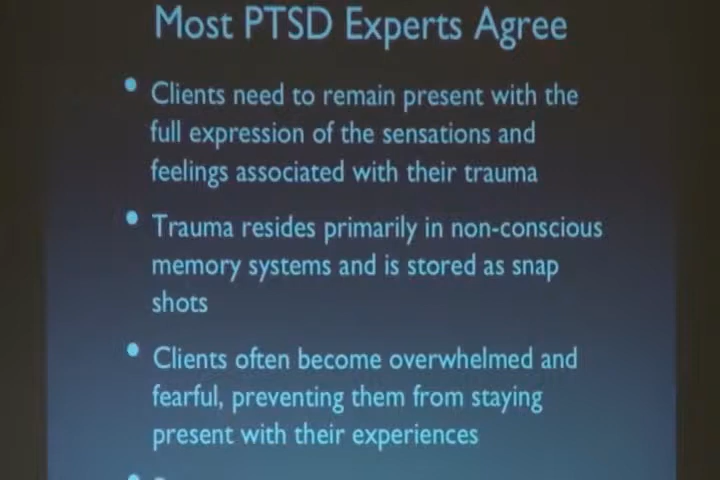 Most PTSD Experts Agree
• Clients need to remain present with the
full expression of the sensations and
feelings associated with their trauma
• Trauma resides primarily in non-conscious
memory systems and is stored as snap
shots
• Clients often become overwhelmed and
fearful, preventing them from staying
present with their experiences